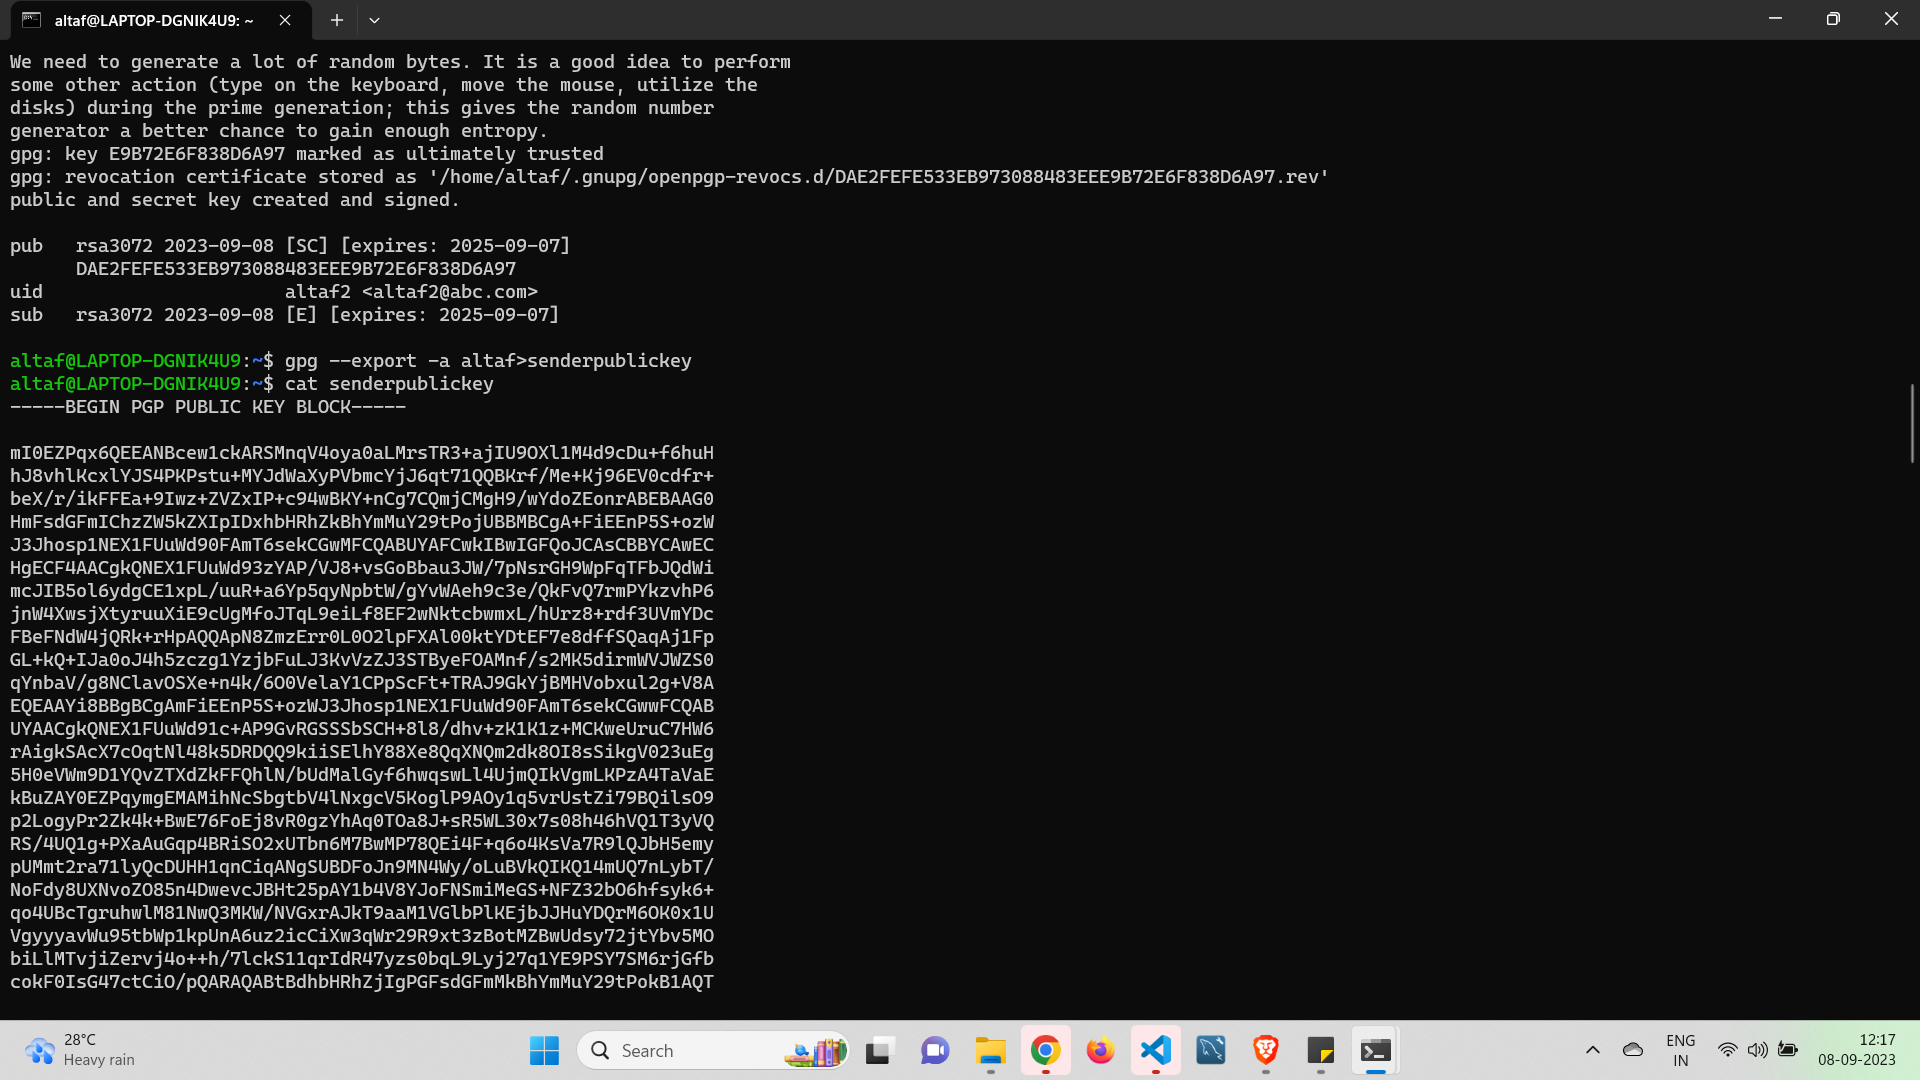 altaf@LAPTOP-DGNIK4U9: ~
We need to generate a lot of random bytes. It is a good idea to perform
some other action (type on the keyboard, move the mouse, utilize the
disks) during the prime generation; this gives the random number
generator a better chance to gain enough entropy.
gpg: key E9B72E6F838D6A97 marked as ultimately trusted
gpg: revocation certificate stored as '/home/altaf/.gnupg/openpgp-revocs.d/DAE2FEFE533EB973088483EEE9B72E6F838D6A97.rev'
public and secret key created and signed.
pub   rsa3072 2023-09-08 [SC] [expires: 2025-09-07]
DAE2FEFE533EB973088483EEE9B72E6F838D6A97
uid                      altaf2 <altaf2@abc.com>
sub   rsa3072 2023-09-08 [E] [expires: 2025-09-07]
altaf@LAPTOP-DGNIK4U9:~$ gpg --export -a altaf>senderpublickey
altaf@LAPTOP-DGNIK4U9:~$ cat senderpublickey
-----BEGIN PGP PUBLIC KEY BLOCK-----
mI0EZPqx6QEEANBcew1ckARSMnqV4oya0aLMrsTR3+ajIU9OXl1M4d9cDu+f6huH
hJ8vhlKcxlYJS4PKPstu+MYJdWaXyPVbmcYjJ6qt71QQBKrf/Me+Kj96EV0cdfr+
beX/r/ikFFEa+9Iwz+ZVZxIP+c94wBKY+nCg7CQmjCMgH9/wYdoZEonrABEBAAG0
HmFsdGFmIChzZW5kZXIpIDxhbHRhZkBhYmMuY29tPojUBBMBCgA+FiEEnP5S+ozW
J3Jhosp1NEX1FUuWd90FAmT6sekCGwMFCQABUYAFCwkIBwIGFQoJCAsCBBYCAwEC
HgECF4AACgkQNEX1FUuWd93zYAP/VJ8+vsGoBbau3JW/7pNsrGH9WpFqTFbJQdWi
mcJIB5ol6ydgCE1xpL/uuR+a6Yp5qyNpbtW/gYvWAeh9c3e/QkFvQ7rmPYkzvhP6
jnW4XwsjXtyruuXiE9cUgMfoJTqL9eiLf8EF2wNktcbwmxL/hUrz8+rdf3UVmYDc
FBeFNdW4jQRk+rHpAQQApN8ZmzErr0L0O2lpFXAl00ktYDtEF7e8dffSQaqAj1Fp
GL+kQ+IJa0oJ4h5zczg1YzjbFuLJ3KvVzZJ3STByeFOAMnf/s2MK5dirmWVJWZS0
qYnbaV/g8NClavOSXe+n4k/6O0VelaY1CPpScFt+TRAJ9GkYjBMHVobxul2g+V8A
EQEAAYi8BBgBCgAmFiEEnP5S+ozWJ3Jhosp1NEX1FUuWd90FAmT6sekCGwwFCQAB
UYAACgkQNEX1FUuWd91c+AP9GvRGSSSbSCH+8l8/dhv+zK1K1z+MCKweUruC7HW6
rAigkSAcX7cOqtNl48k5DRDQQ9kiiSElhY88Xe8QqXNQm2dk8OI8sSikgV023uEg
5H0eVWm9D1YQvZTXdZkFFQhlN/bUdMalGyf6hwqswLl4UjmQIkVgmLKPzA4TaVaE
kBuZAY0EZPqymgEMAMihNcSbgtbV4lNxgcV5KoglP9AOy1q5vrUstZi79BQilsO9
p2LogyPr2Zk4k+BwE76FoEj8vR0gzYhAq0TOa8J+sR5WL30x7s08h46hVQ1T3yVQ
RS/4UQ1g+PXaAuGqp4BRiSO2xUTbn6M7BwMP78QEi4F+q6o4KsVa7R9lQJbH5emy
pUMmt2ra71lyQcDUHH1qnCiqANgSUBDFoJn9MN4Wy/oLuBVkQIKQ14mUQ7nLybT/
NoFdy8UXNvoZO85n4DwevcJBHt25pAY1b4V8YJoFNSmiMeGS+NFZ32bO6hfsyk6+
qo4UBcTgruhwlM81NwQ3MKW/NVGxrAJkT9aaM1VGlbPlKEjbJJHuYDQrM6OK0x1U
VgyyyavWu95tbWp1kpUnA6uz2icCiXw3qWr29R9xt3zBotMZBwUdsy72jtYbv5MO
biLlMTvjiZervj4o++h/7lckS11qrIdR47yzs0bqL9Lyj27q1YE9PSY7SM6rjGfb
cokF0IsG47ctCiO/pQARAQABtBdhbHRhZjIgPGFsdGFmMkBhYmMuY29tPokB1AQT
28°C
Heavy rain
Search
ENG
IN
12:17
08-09-2023